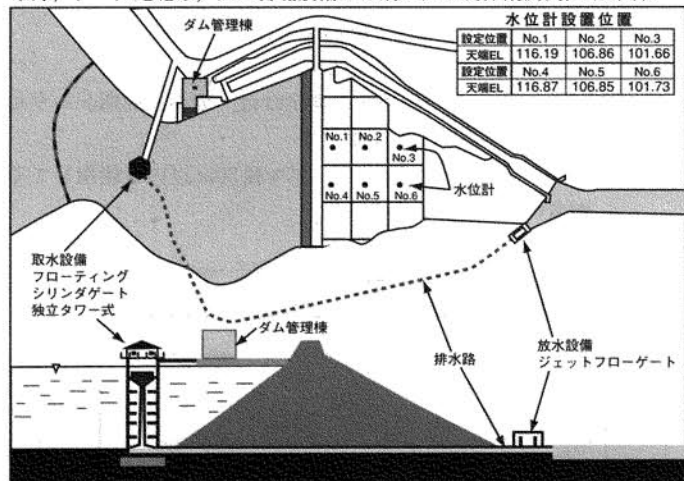 ダム管理棟
水位計設置位置
設定位置 No.1 No.2 No.3
天端EL 116.19 106.86 101.66
設定位置 No.4 No.5 No.6
天端EL 116.87 106.85 101.73
No.1 No.2
No.3
No.4 No.5 No.6
水位計
取水設備
フローティング
シリンダゲート
独立タワー式
ダム管理棟
排水路
放水設備
ジェットフローゲート